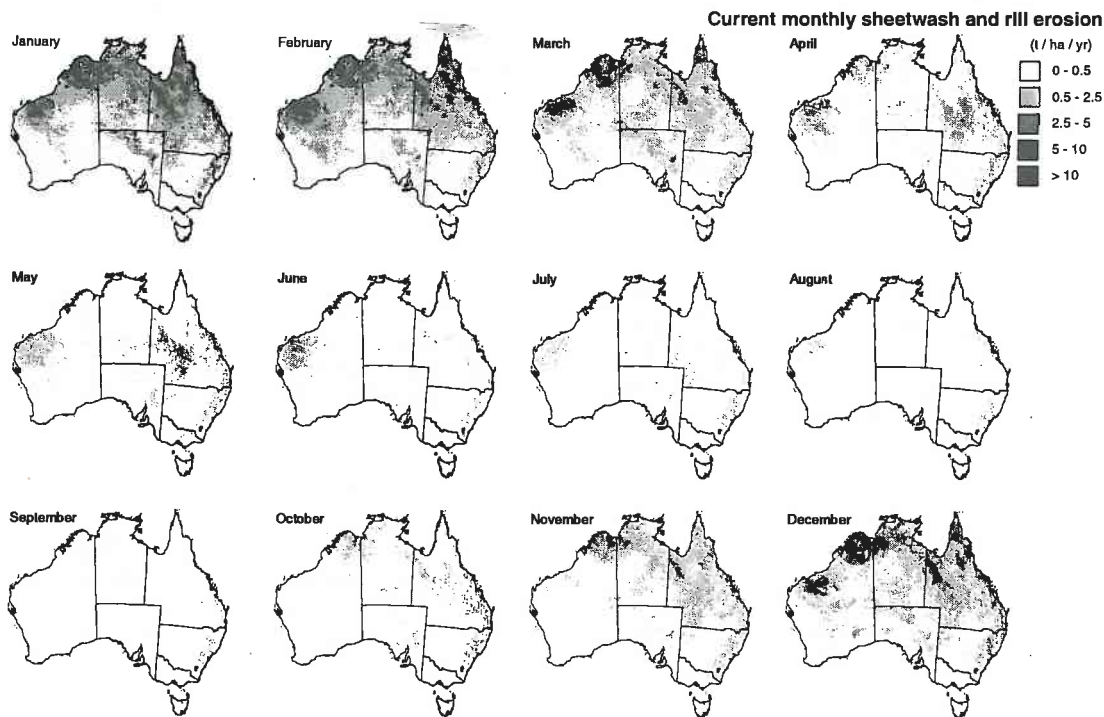 Current monthly sheetwash and rill erosion
January
February
March
April
(t / ha / yr)
0 - 0.5
0.5 - 2.5
2.5 - 5
5 - 10
> 10
May
June
July
August
September
October
November
December